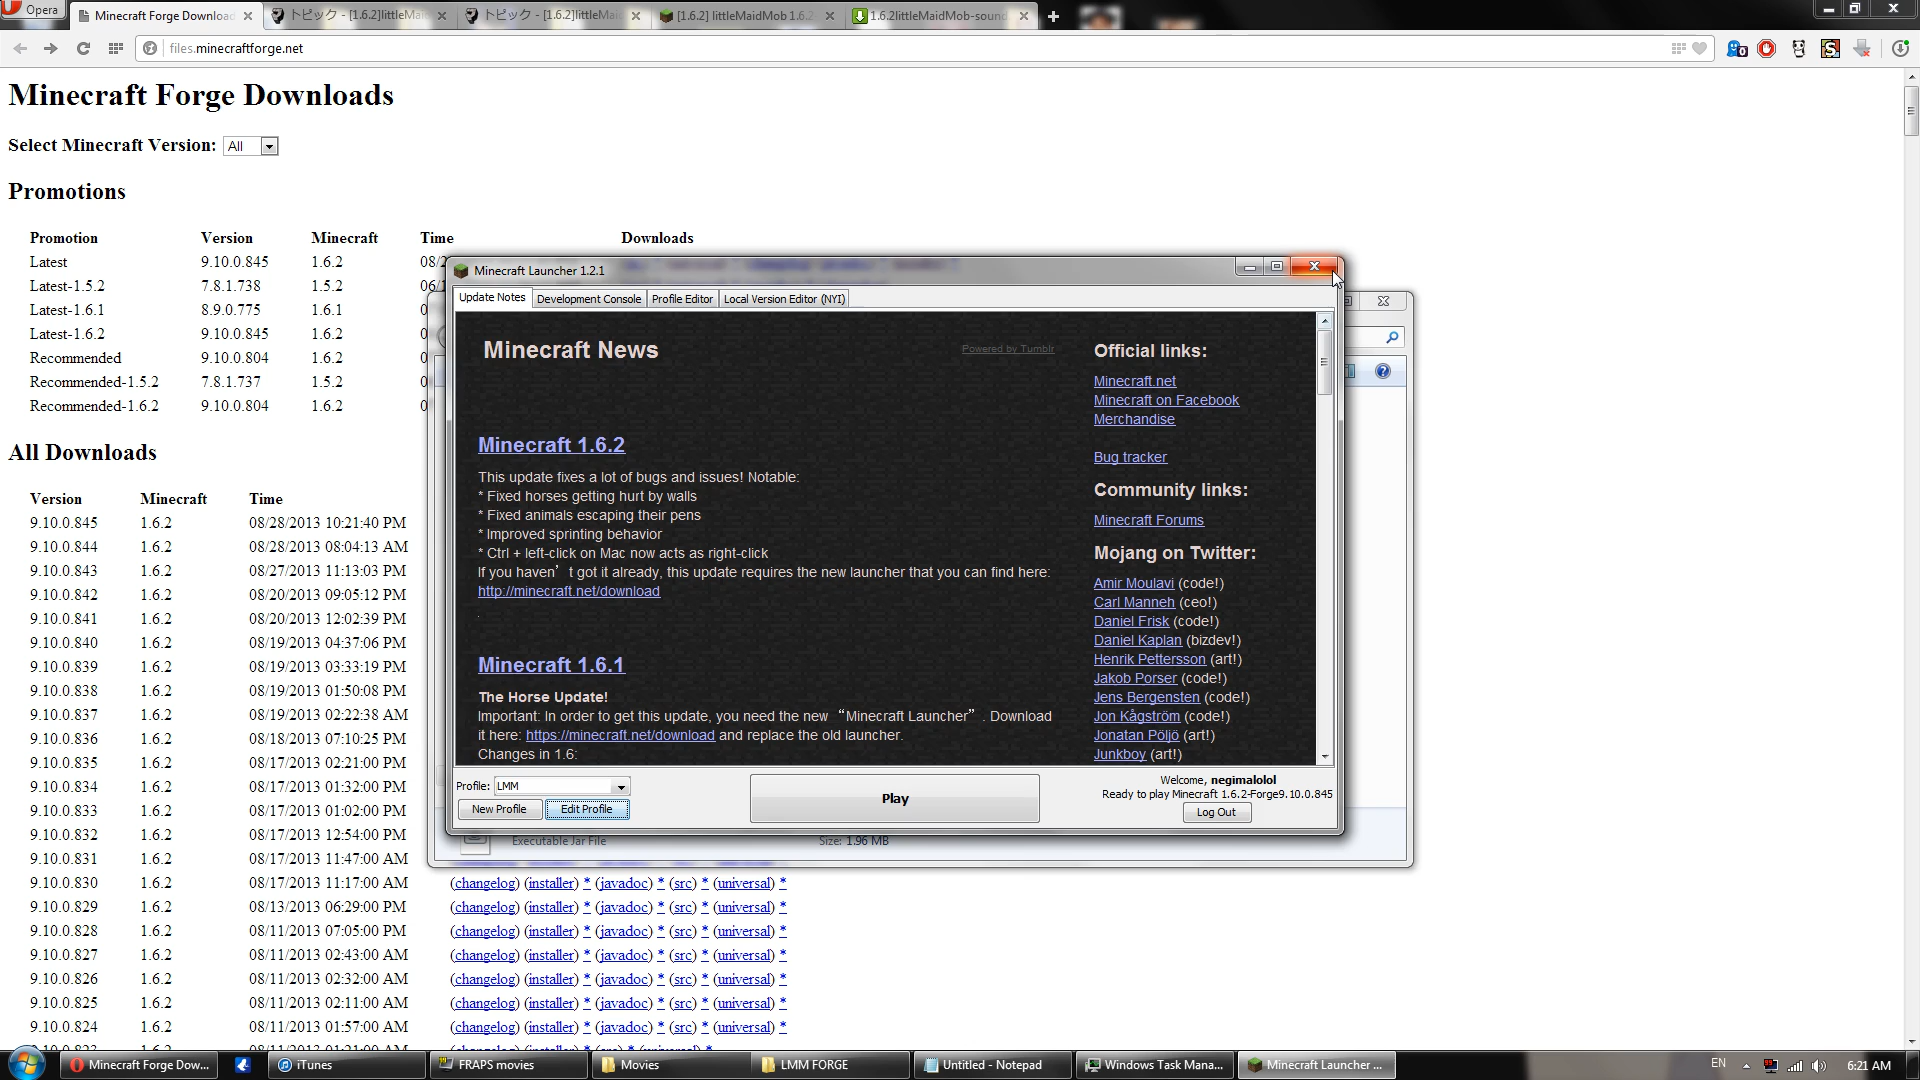 Opera
Minecraft Forge Download
トピック - [1.6.2]littleMaid
トピック - [1.6.2]littleMai
[1.6.2] littleMaidMob 1.6.2
1.6.2littleMaidMob-soun
files.minecraftforge.net
Minecraft Forge Downloads
Select Minecraft Version: All
Promotions
Promotion Version Minecraft Time Downloads
Latest 9.10.0.845 1.6.2 08/2
Latest-1.5.2 7.8.1.738 1.5.2 06/1
Latest-1.6.1 8.9.0.775 1.6.1 0
Latest-1.6.2 9.10.0.845 1.6.2 0
Recommended 9.10.0.804 1.6.2 0
Recommended-1.5.2 7.8.1.737 1.5.2 0
Recommended-1.6.2 9.10.0.804 1.6.2 0
All Downloads
Version Minecraft Time
9.10.0.845 1.6.2 08/28/2013 10:21:40 PM
9.10.0.844 1.6.2 08/28/2013 08:04:13 AM
9.10.0.843 1.6.2 08/27/2013 11:13:03 PM
9.10.0.842 1.6.2 08/20/2013 09:05:12 PM
9.10.0.841 1.6.2 08/20/2013 12:02:39 PM
9.10.0.840 1.6.2 08/19/2013 04:37:06 PM
9.10.0.839 1.6.2 08/19/2013 03:33:19 PM
9.10.0.838 1.6.2 08/19/2013 01:50:08 PM
9.10.0.837 1.6.2 08/19/2013 02:22:38 AM
9.10.0.836 1.6.2 08/18/2013 07:10:25 PM
9.10.0.835 1.6.2 08/17/2013 02:21:00 PM
9.10.0.834 1.6.2 08/17/2013 01:32:00 PM
9.10.0.833 1.6.2 08/17/2013 01:02:00 PM
9.10.0.832 1.6.2 08/17/2013 12:54:00 PM
9.10.0.831 1.6.2 08/17/2013 11:47:00 AM
9.10.0.830 1.6.2 08/17/2013 11:17:00 AM (changelog) (installer) * (javadoc) * (src) * (universal) *
9.10.0.829 1.6.2 08/13/2013 06:29:00 PM (changelog) (installer) * (javadoc) * (src) * (universal) *
9.10.0.828 1.6.2 08/11/2013 07:05:00 PM (changelog) (installer) * (javadoc) * (src) * (universal) *
9.10.0.827 1.6.2 08/11/2013 02:43:00 AM (changelog) (installer) * (javadoc) * (src) * (universal) *
9.10.0.826 1.6.2 08/11/2013 02:32:00 AM (changelog) (installer) * (javadoc) * (src) * (universal) *
9.10.0.825 1.6.2 08/11/2013 02:11:00 AM (changelog) (installer) * (javadoc) * (src) * (universal) *
9.10.0.824 1.6.2 08/11/2013 01:57:00 AM (changelog) (installer) * (javadoc) * (src) * (universal) *
Minecraft Launcher 1.2.1
Update Notes Development Console Profile Editor Local Version Editor (NYI)
Minecraft News
Powered by Tumblr
Minecraft 1.6.2
This update fixes a lot of bugs and issues! Notable:
* Fixed horses getting hurt by walls
* Fixed animals escaping their pens
* Improved sprinting behavior
* Ctrl + left-click on Mac now acts as right-click
If you haven’t got it already, this update requires the new launcher that you can find here:
http://minecraft.net/download
Minecraft 1.6.1
The Horse Update!
Important: In order to get this update, you need the new “Minecraft Launcher”. Download
it here: https://minecraft.net/download and replace the old launcher.
Changes in 1.6:
Official links:
Minecraft.net
Minecraft on Facebook
Merchandise
Bug tracker
Community links:
Minecraft Forums
Mojang on Twitter:
Amir Moulavi (code!)
Carl Manneh (ceo!)
Daniel Frisk (code!)
Daniel Kaplan (bizdev!)
Henrik Pettersson (art!)
Jakob Porser (code!)
Jens Bergensten (code!)
Jon Kågström (code!)
Jonatan Pöljö (art!)
Junkboy (art!)
Profile: LMM
New Profile Edit Profile
Play
Welcome, negimalolol
Ready to play Minecraft 1.6.2-Forge9.10.0.845
Log Out
Executable Jar File Size: 1.96 MB
Minecraft Forge Dow...
iTunes
FRAPS movies
Movies
LMM FORGE
Untitled - Notepad
Windows Task Mana...
Minecraft Launcher ...
EN
6:21 AM